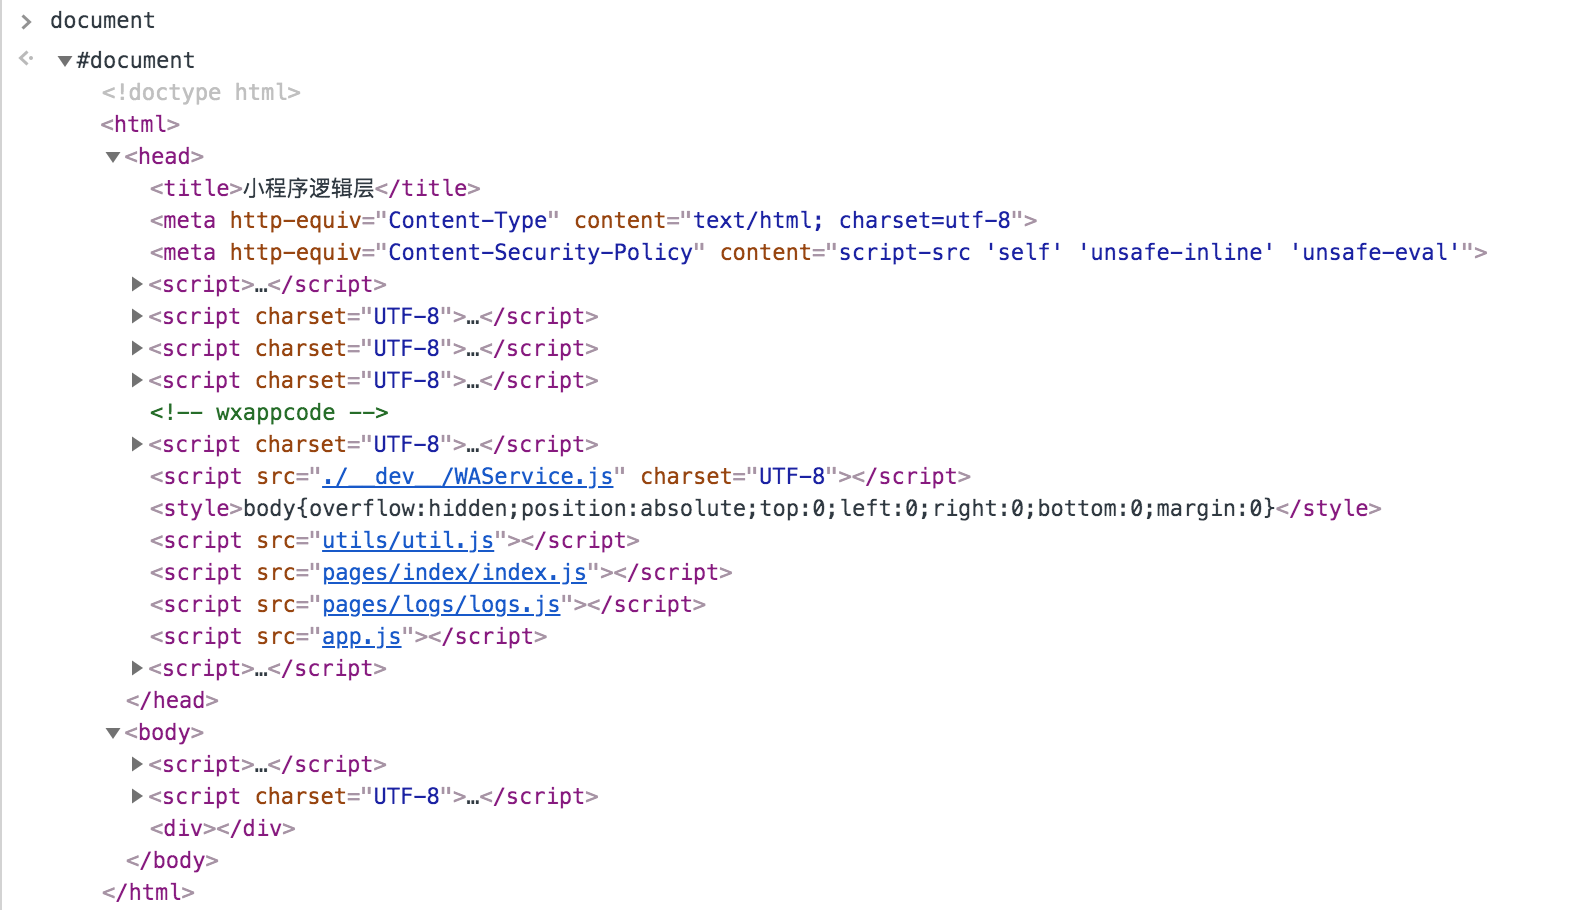 document
#document
<!doctype html>
<html>
<head>
<title>小程序逻辑层</title>
<meta http-equiv="Content-Type" content="text/html; charset=utf-8">
<meta http-equiv="Content-Security-Policy" content="script-src 'self' 'unsafe-inline' 'unsafe-eval'">
<script>…</script>
<script charset="UTF-8">…</script>
<script charset="UTF-8">…</script>
<script charset="UTF-8">…</script>
<!-- wxappcode -->
<script charset="UTF-8">…</script>
<script src="./__dev__/WAService.js" charset="UTF-8"></script>
<style>body{overflow:hidden;position:absolute;top:0;left:0;right:0;bottom:0;margin:0}</style>
<script src="utils/util.js"></script>
<script src="pages/index/index.js"></script>
<script src="pages/logs/logs.js"></script>
<script src="app.js"></script>
<script>…</script>
</head>
<body>
<script>…</script>
<script charset="UTF-8">…</script>
<div></div>
</body>
</html>